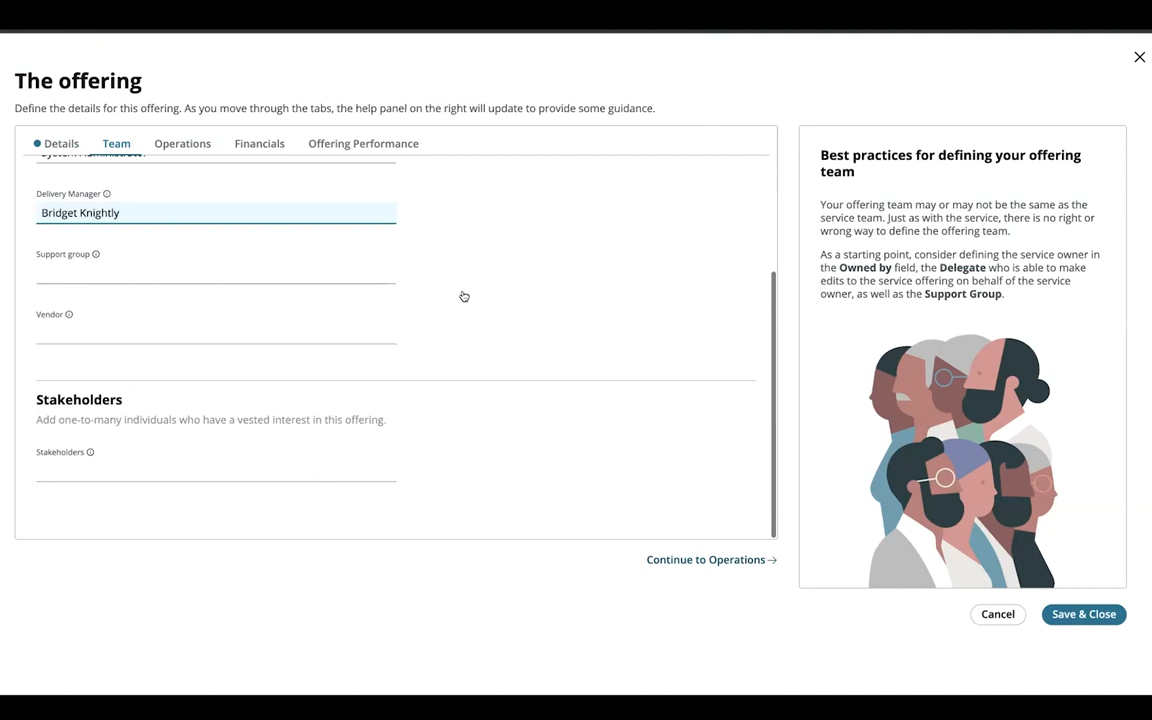 The offering
Define the details for this offering. As you move through the tabs, the help panel on the right will update to provide some guidance.
Details
Team
Operations
Financials
Offering Performance
System Administrator
Delivery Manager
Bridget Knightly
Support group
Vendor
Stakeholders
Add one-to-many individuals who have a vested interest in this offering.
Stakeholders
Continue to Operations
Best practices for defining your offering
team
Your offering team may or may not be the same as the
service team. Just as with the service, there is no right or
wrong way to define the offering team.
As a starting point, consider defining the service owner in
the Owned by field, the Delegate who is able to make
edits to the service offering on behalf of the service
owner, as well as the Support Group.
Cancel
Save & Close